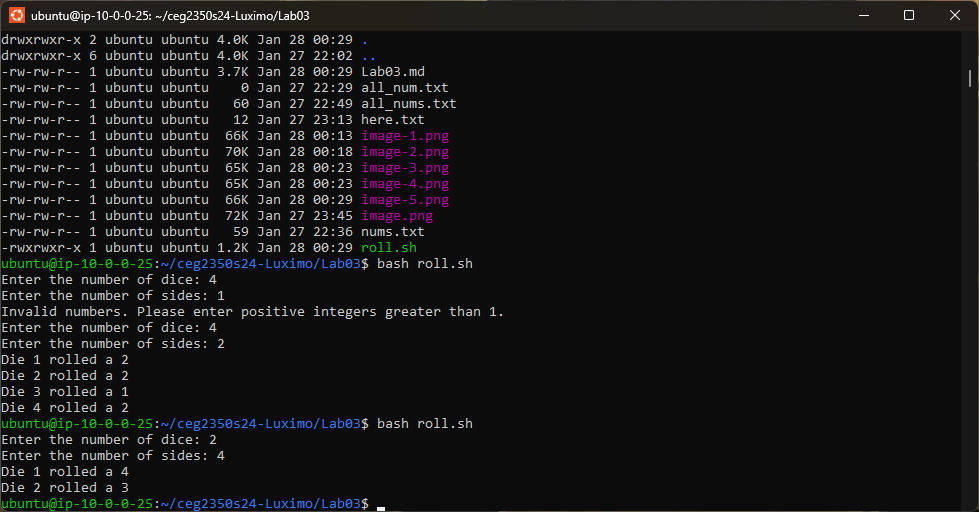 ubuntu@ip-10-0-0-25: ~/ceg2350s24-Luximo/Lab03
drwxrwxr-x 2 ubuntu ubuntu 4.0K Jan 28 00:29 .
drwxrwxr-x 6 ubuntu ubuntu 4.0K Jan 27 22:02 ..
-rw-rw-r-- 1 ubuntu ubuntu 3.7K Jan 28 00:29 Lab03.md
-rw-rw-r-- 1 ubuntu ubuntu    0 Jan 27 22:29 all_num.txt
-rw-rw-r-- 1 ubuntu ubuntu   60 Jan 27 22:49 all_nums.txt
-rw-rw-r-- 1 ubuntu ubuntu   12 Jan 27 23:13 here.txt
-rw-rw-r-- 1 ubuntu ubuntu  66K Jan 28 00:13 image-1.png
-rw-rw-r-- 1 ubuntu ubuntu  70K Jan 28 00:18 image-2.png
-rw-rw-r-- 1 ubuntu ubuntu  65K Jan 28 00:23 image-3.png
-rw-rw-r-- 1 ubuntu ubuntu  65K Jan 28 00:23 image-4.png
-rw-rw-r-- 1 ubuntu ubuntu  66K Jan 28 00:29 image-5.png
-rw-rw-r-- 1 ubuntu ubuntu  72K Jan 27 23:45 image.png
-rw-rw-r-- 1 ubuntu ubuntu   59 Jan 27 22:36 nums.txt
-rwxrwxr-x 1 ubuntu ubuntu 1.2K Jan 28 00:29 roll.sh
ubuntu@ip-10-0-0-25:~/ceg2350s24-Luximo/Lab03$ bash roll.sh
Enter the number of dice: 4
Enter the number of sides: 1
Invalid numbers. Please enter positive integers greater than 1.
Enter the number of dice: 4
Enter the number of sides: 2
Die 1 rolled a 2
Die 2 rolled a 2
Die 3 rolled a 1
Die 4 rolled a 2
ubuntu@ip-10-0-0-25:~/ceg2350s24-Luximo/Lab03$ bash roll.sh
Enter the number of dice: 2
Enter the number of sides: 4
Die 1 rolled a 4
Die 2 rolled a 3
ubuntu@ip-10-0-0-25:~/ceg2350s24-Luximo/Lab03$